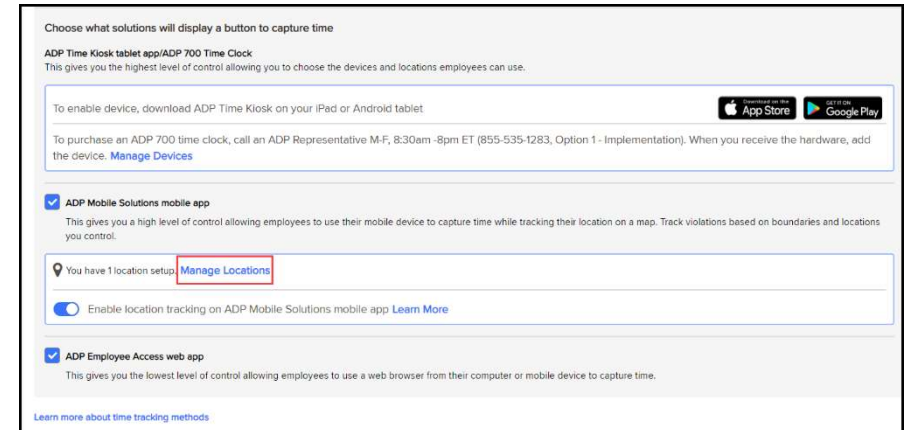 Choose what solutions will display a button to capture time
ADP Time Kiosk tablet app/ADP 700 Time Clock
This gives you the highest level of control allowing you to choose the devices and locations employees can use.
To enable device, download ADP Time Kiosk on your iPad or Android tablet
Download on the
App Store
GET IT ON
Google Play
To purchase an ADP 700 time clock, call an ADP Representative M-F, 8:30am -8pm ET (855-535-1283, Option 1 - Implementation). When you receive the hardware, add
the device. Manage Devices
ADP Mobile Solutions mobile app
This gives you a high level of control allowing employees to use their mobile device to capture time while tracking their location on a map. Track violations based on boundaries and locations
you control.
You have 1 location setup. Manage Locations
Enable location tracking on ADP Mobile Solutions mobile app Learn More
ADP Employee Access web app
This gives you the lowest level of control allowing employees to use a web browser from their computer or mobile device to capture time.
Learn more about time tracking methods